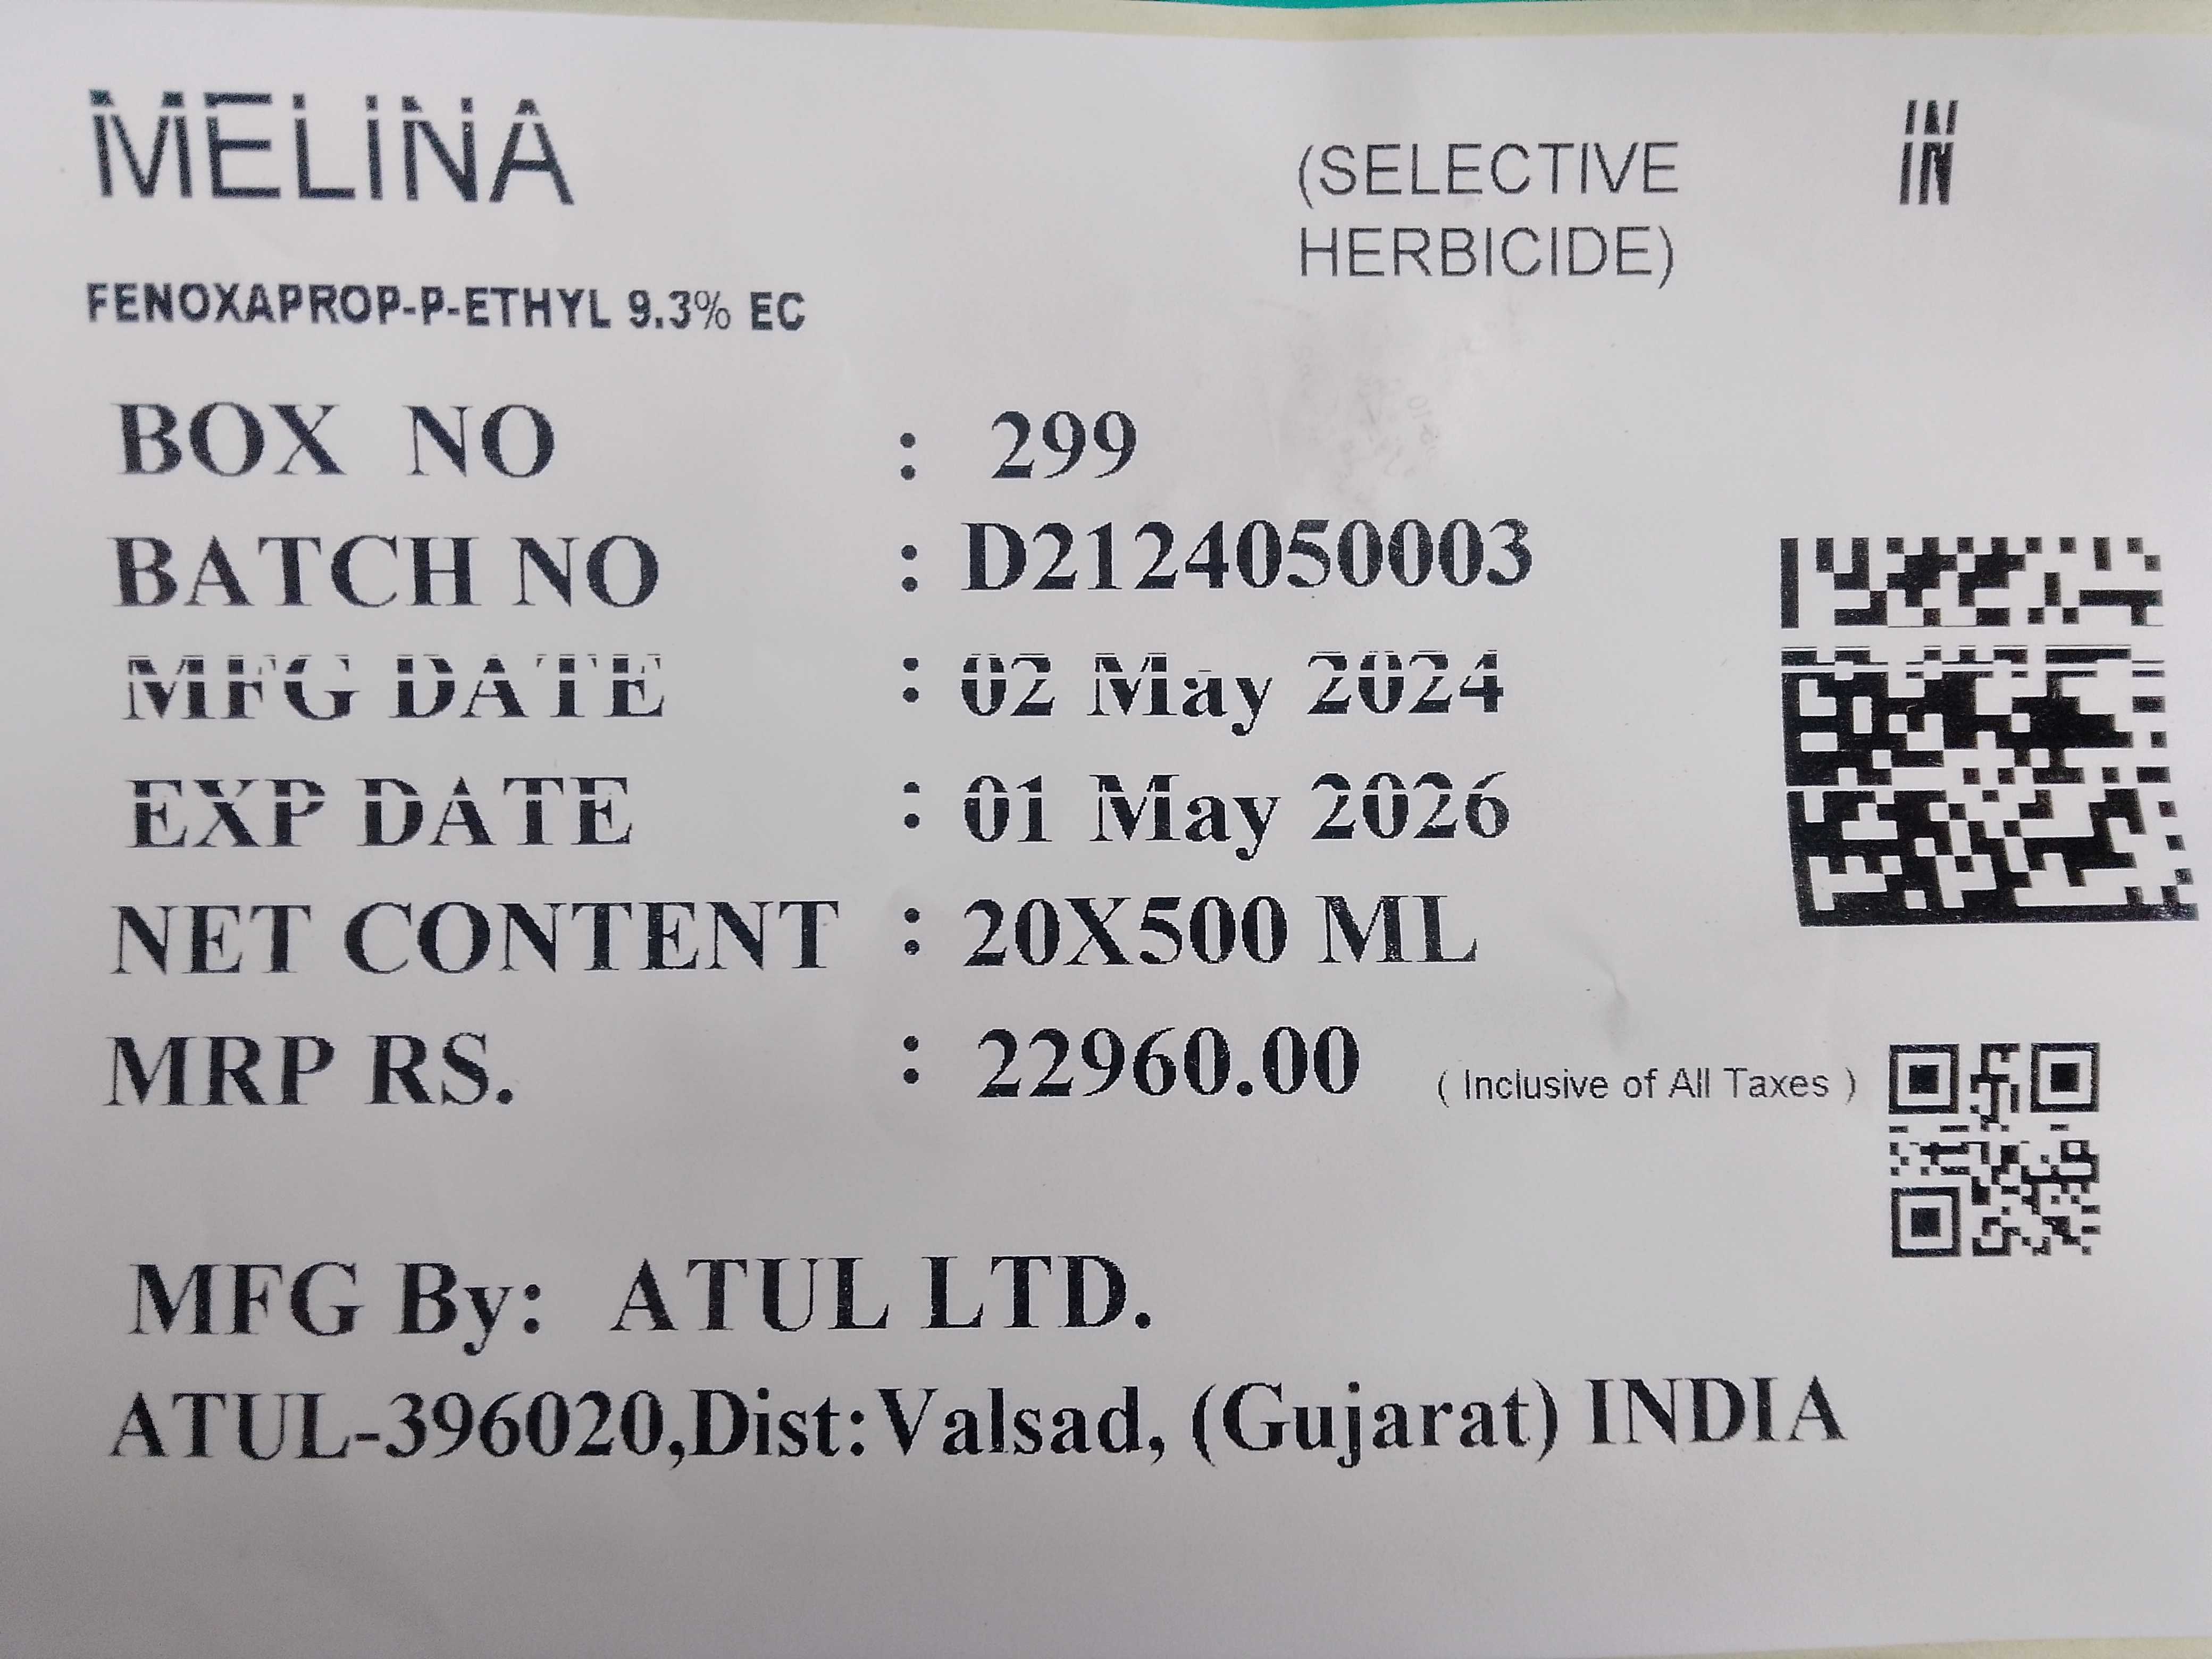 MELINA
(SELECTIVE
HERBICIDE)
IN
IN
FENOXAPROP-P-ETHYL 9.3% EC
BOX NO : 299
BATCH NO : D2124050003
MFG DATE : 02 May 2024
EXP DATE : 01 May 2026
NET CONTENT : 20X500 ML
MRP RS. : 22960.00 ( Inclusive of All Taxes )
MFG By: ATUL LTD.
ATUL-396020,Dist:Valsad, (Gujarat) INDIA